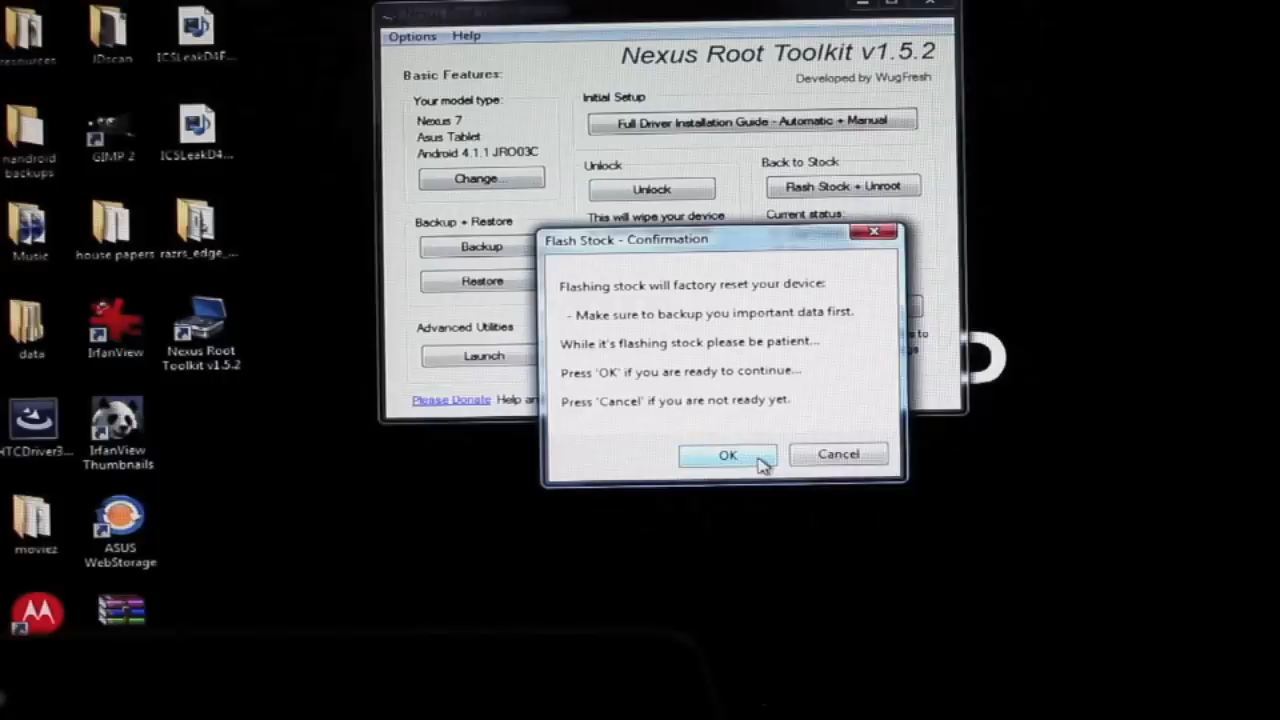 resources
JDscan
ICSLeakD4F...
nandroid
backups
GIMP 2
ICSLeakD4...
Music
house papers
razrs_edge_...
data
IrfanView
Nexus Root
Toolkit v1.5.2
HTCDriver3...
IrfanView
Thumbnails
moviez
ASUS
WebStorage
Options Help
Nexus Root Toolkit v1.5.2
Developed by WugFresh
Basic Features:
Your model type:
Nexus 7
Asus Tablet
Android 4.1.1 JRO03C
Change...
Initial Setup
Full Driver Installation Guide - Automatic + Manual
Unlock
Unlock
This will wipe your device
Back to Stock
Flash Stock + Unroot
Current status:
Backup + Restore
Backup
Restore
Advanced Utilities
Launch
Please Donate Help
Flash Stock - Confirmation
Flashing stock will factory reset your device:
- Make sure to backup you important data first.
While it's flashing stock please be patient...
Press 'OK' if you are ready to continue...
Press 'Cancel' if you are not ready yet.
OK
Cancel